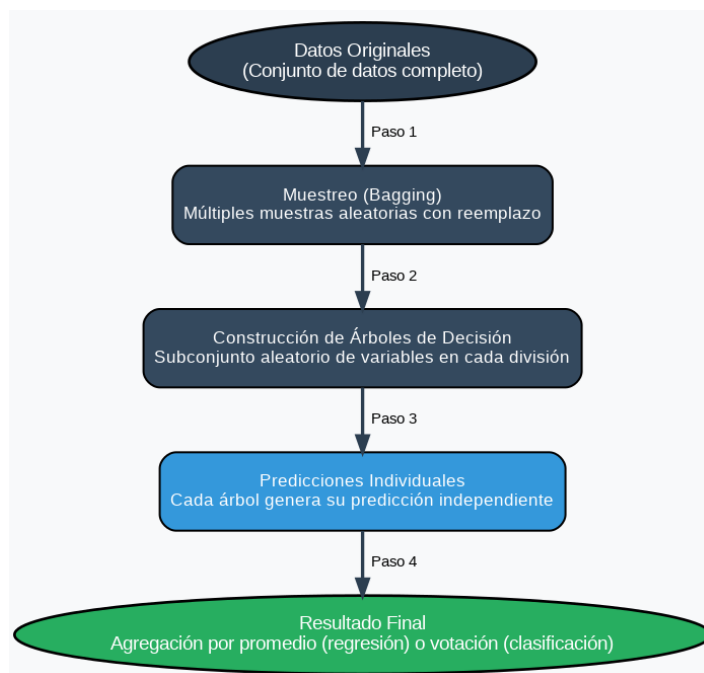 Datos Originales
(Conjunto de datos completo)
Paso 1
Muestreo (Bagging)
Múltiples muestras aleatorias con reemplazo
Paso 2
Construcción de Árboles de Decisión
Subconjunto aleatorio de variables en cada división
Paso 3
Predicciones Individuales
Cada árbol genera su predicción independiente
Paso 4
Resultado Final
Agregación por promedio (regresión) o votación (clasificación)